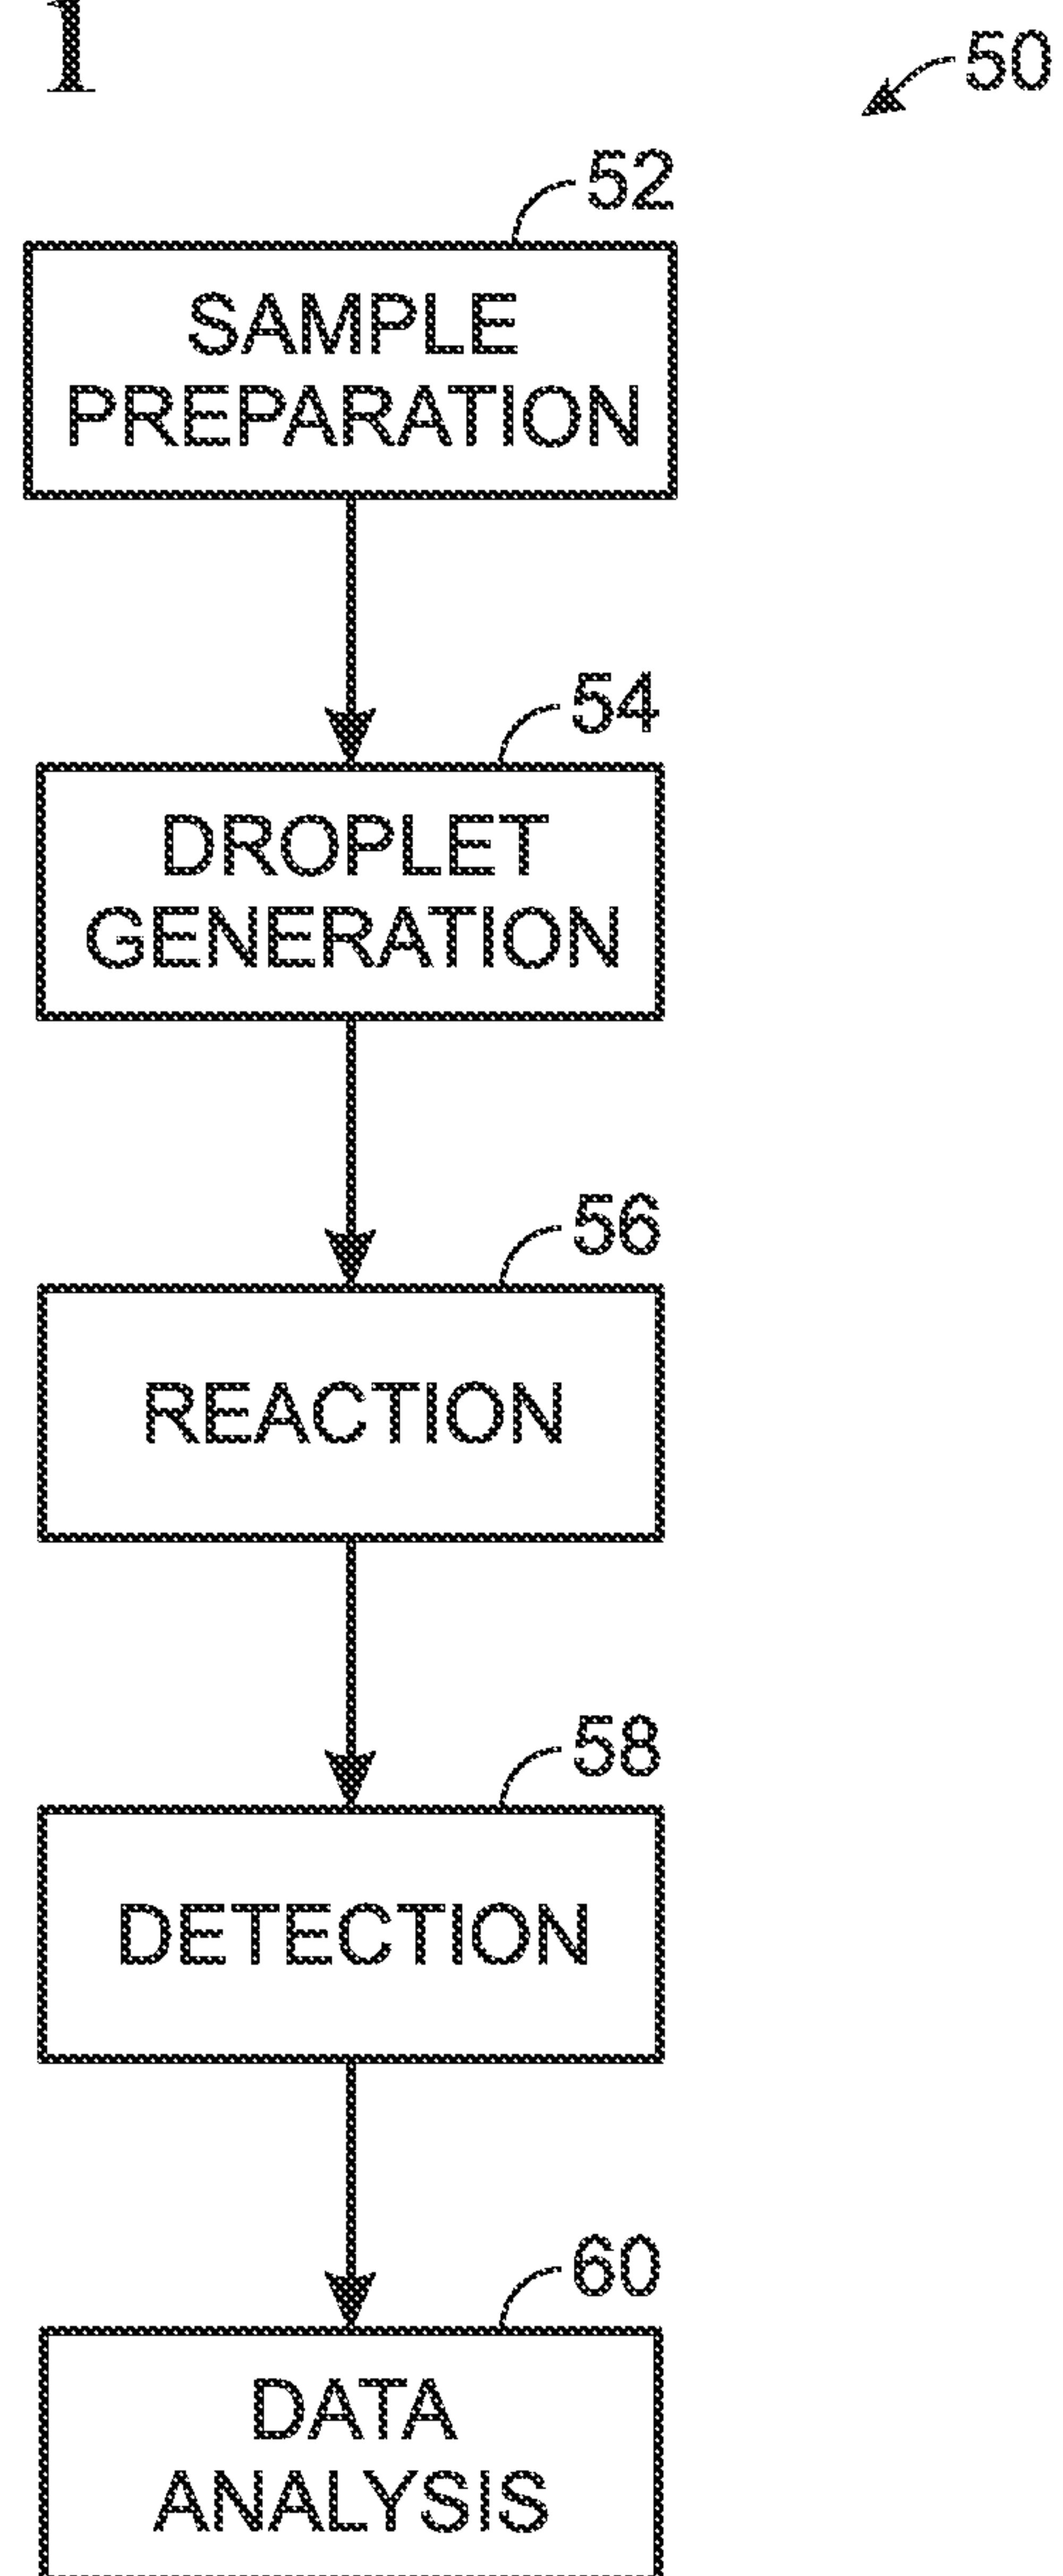 1
50
52
SAMPLE
PREPARATION
54
DROPLET
GENERATION
56
REACTION
58
DETECTION
60
DATA
ANALYSIS